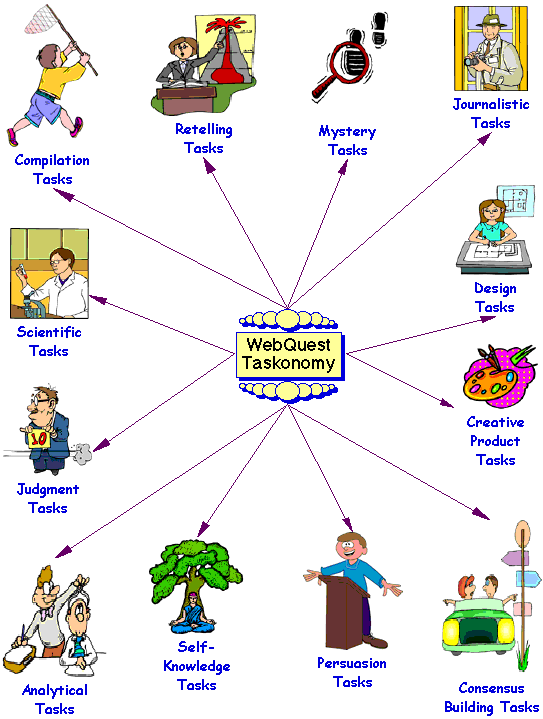 Compilation
Tasks
Retelling
Tasks
Mystery
Tasks
Journalistic
Tasks
Scientific
Tasks
WebQuest
Taskonomy
Design
Tasks
Judgment
Tasks
10
Creative
Product
Tasks
Analytical
Tasks
Self-
Knowledge
Tasks
Persuasion
Tasks
Consensus
Building Tasks